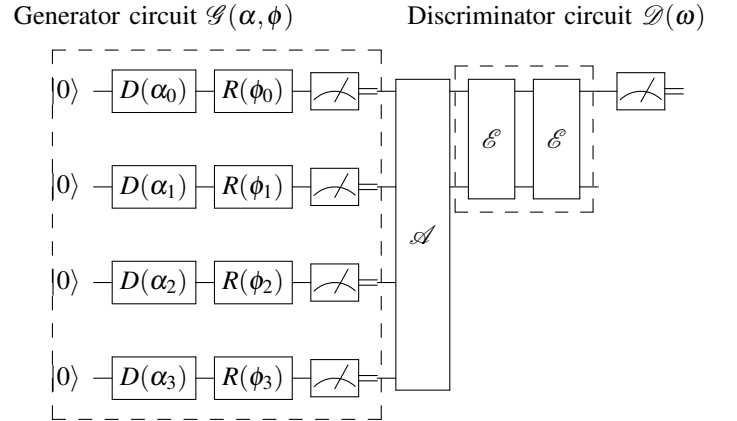 Generator circuit 𝒢(α, ϕ) Discriminator circuit 𝒟(ω)
|0⟩ D(α₀) R(ϕ₀)
ℰ ℰ
|0⟩ D(α₁) R(ϕ₁)
𝒜
|0⟩ D(α₂) R(ϕ₂)
|0⟩ D(α₃) R(ϕ₃)